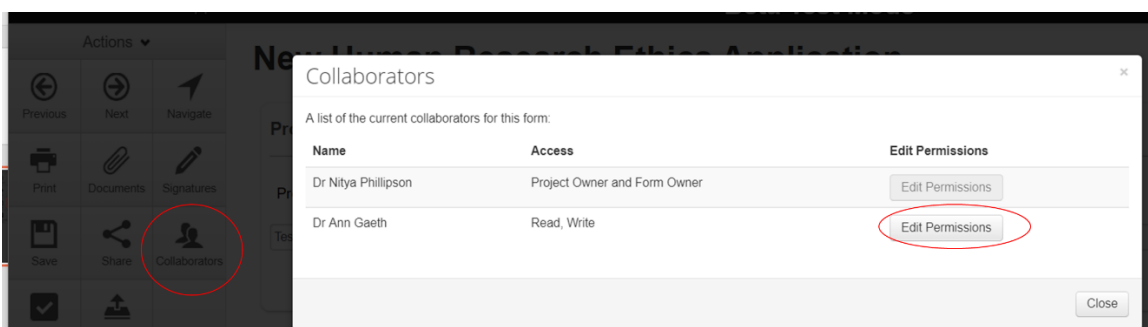 Actions
New Human Research Ethics Application
Collaborators
×
Previous
Next
Navigate
A list of the current collaborators for this form:
Name Access Edit Permissions
Print
Documents
Signatures
Dr Nitya Phillipson Project Owner and Form Owner Edit Permissions
Dr Ann Gaeth Read, Write Edit Permissions
Save
Share
Collaborators
Close